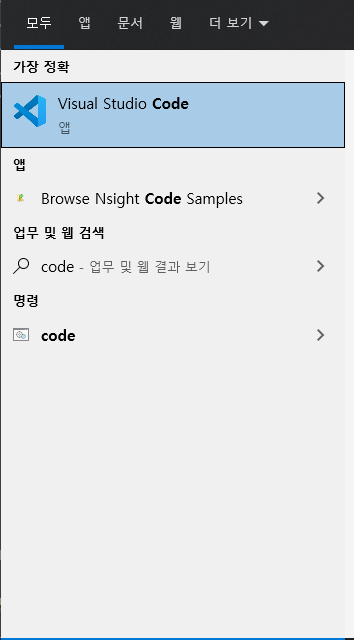 모두 앱 문서 웹 더 보기
가장 정확
Visual Studio Code
앱
앱
Browse Nsight Code Samples
업무 및 웹 검색
code - 업무 및 웹 결과 보기
명령
code